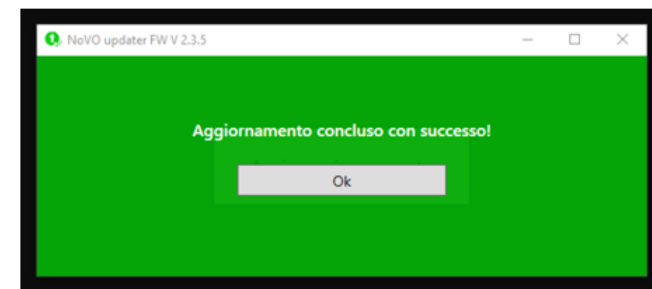 NoVO updater FW V 2.3.5
Aggiornamento concluso con successo!
Ok